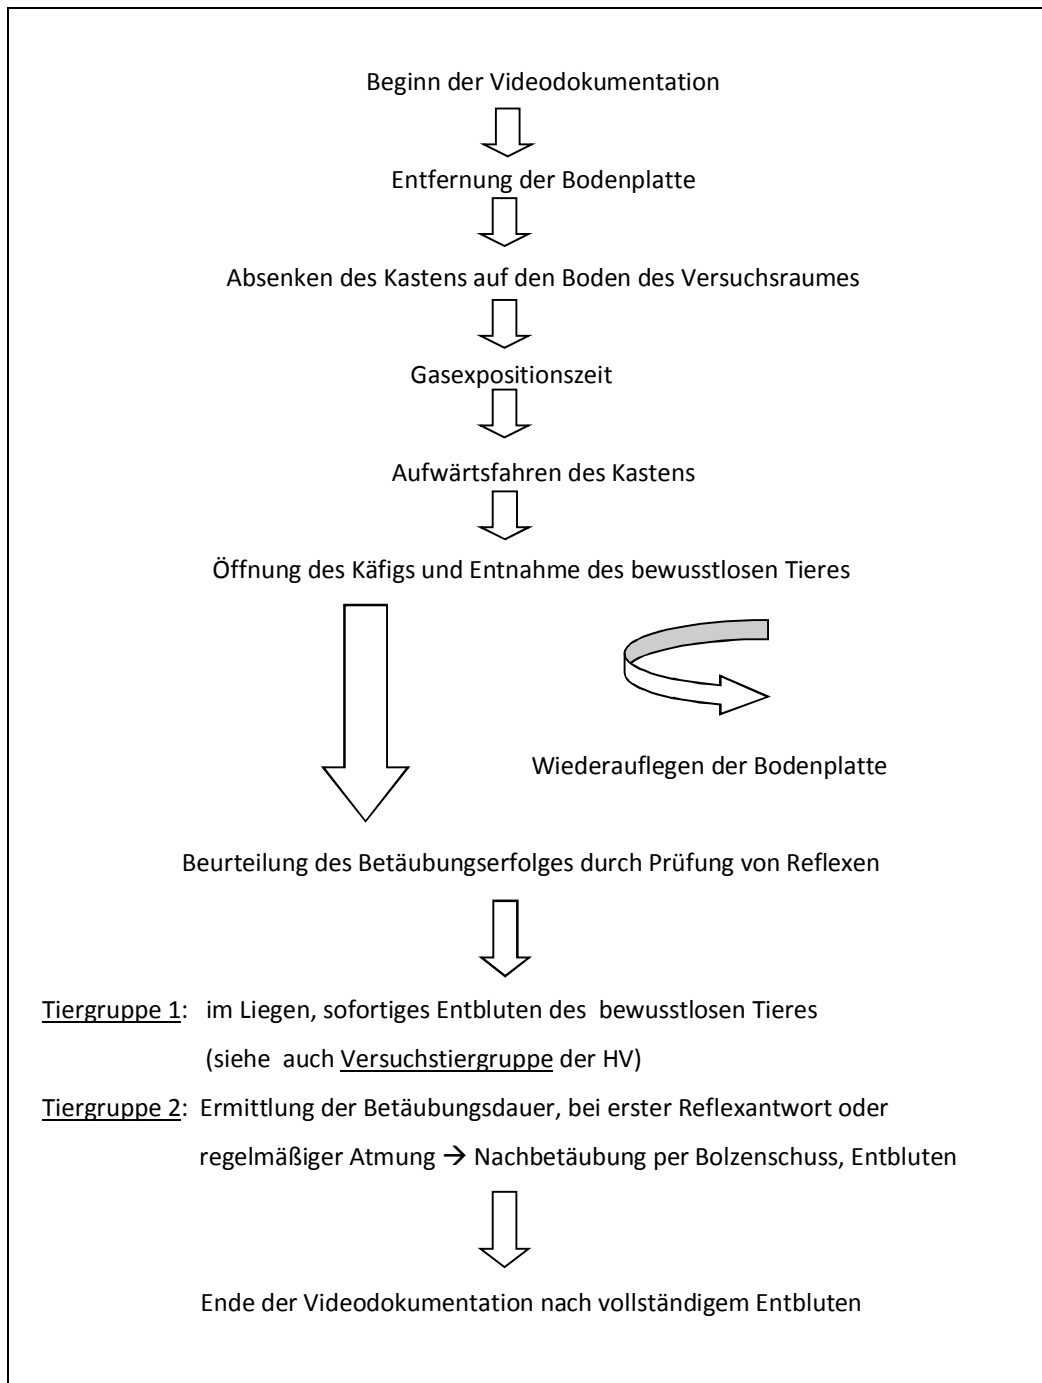 Beginn der Videodokumentation
Entfernung der Bodenplatte
Absenken des Kastens auf den Boden des Versuchsraumes
Gasexpositionszeit
Aufwärtsfahren des Kastens
Öffnung des Käfigs und Entnahme des bewusstlosen Tieres
Wiederauflegen der Bodenplatte
Beurteilung des Betäubungserfolges durch Prüfung von Reflexen
Tiergruppe 1: im Liegen, sofortiges Entbluten des bewusstlosen Tieres
(siehe auch Versuchstiergruppe der HV)
Tiergruppe 2: Ermittlung der Betäubungsdauer, bei erster Reflexantwort oder
regelmäßiger Atmung → Nachbetäubung per Bolzenschuss, Entbluten
Ende der Videodokumentation nach vollständigem Entbluten